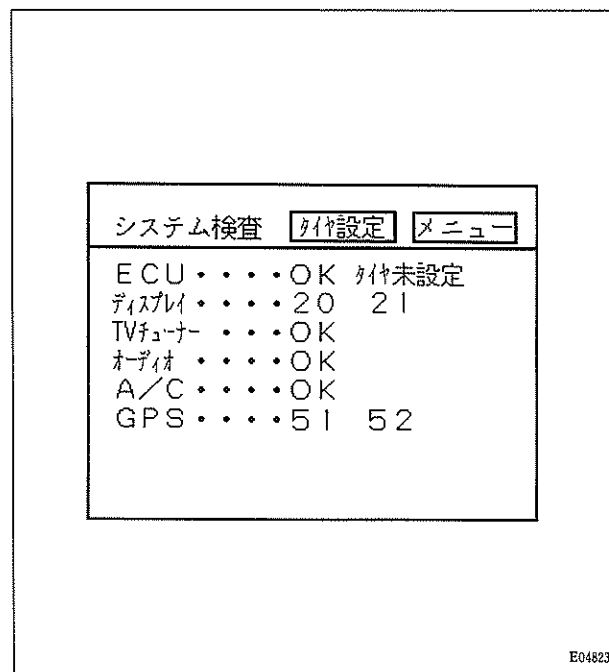 システム検査 タイヤ設定 メニュー
ECU・・・・OK タイヤ未設定
ディスプレイ・・・・20 21
TVチューナー ・・・OK
オーディオ ・・・・OK
A/C・・・・OK
GPS・・・・51 52
E04823